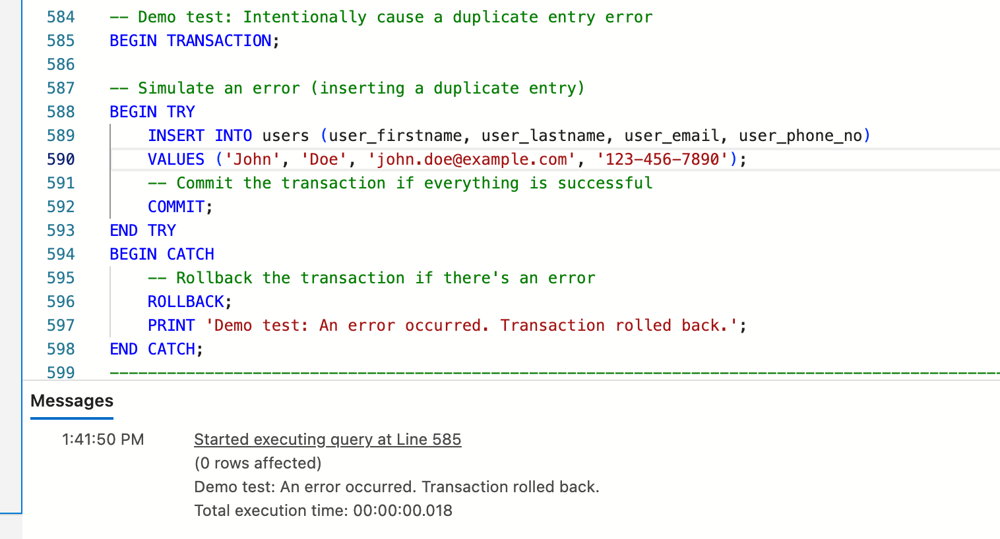 584 -- Demo test: Intentionally cause a duplicate entry error
585 BEGIN TRANSACTION;
586
587 -- Simulate an error (inserting a duplicate entry)
588 BEGIN TRY
589 INSERT INTO users (user_firstname, user_lastname, user_email, user_phone_no)
590 VALUES ('John', 'Doe', 'john.doe@example.com', '123-456-7890');
591 -- Commit the transaction if everything is successful
592 COMMIT;
593 END TRY
594 BEGIN CATCH
595 -- Rollback the transaction if there's an error
596 ROLLBACK;
597 PRINT 'Demo test: An error occurred. Transaction rolled back.';
598 END CATCH;
599 ---------------------------------------------------------------------------------------------
Messages
1:41:50 PM Started executing query at Line 585
(0 rows affected)
Demo test: An error occurred. Transaction rolled back.
Total execution time: 00:00:00.018